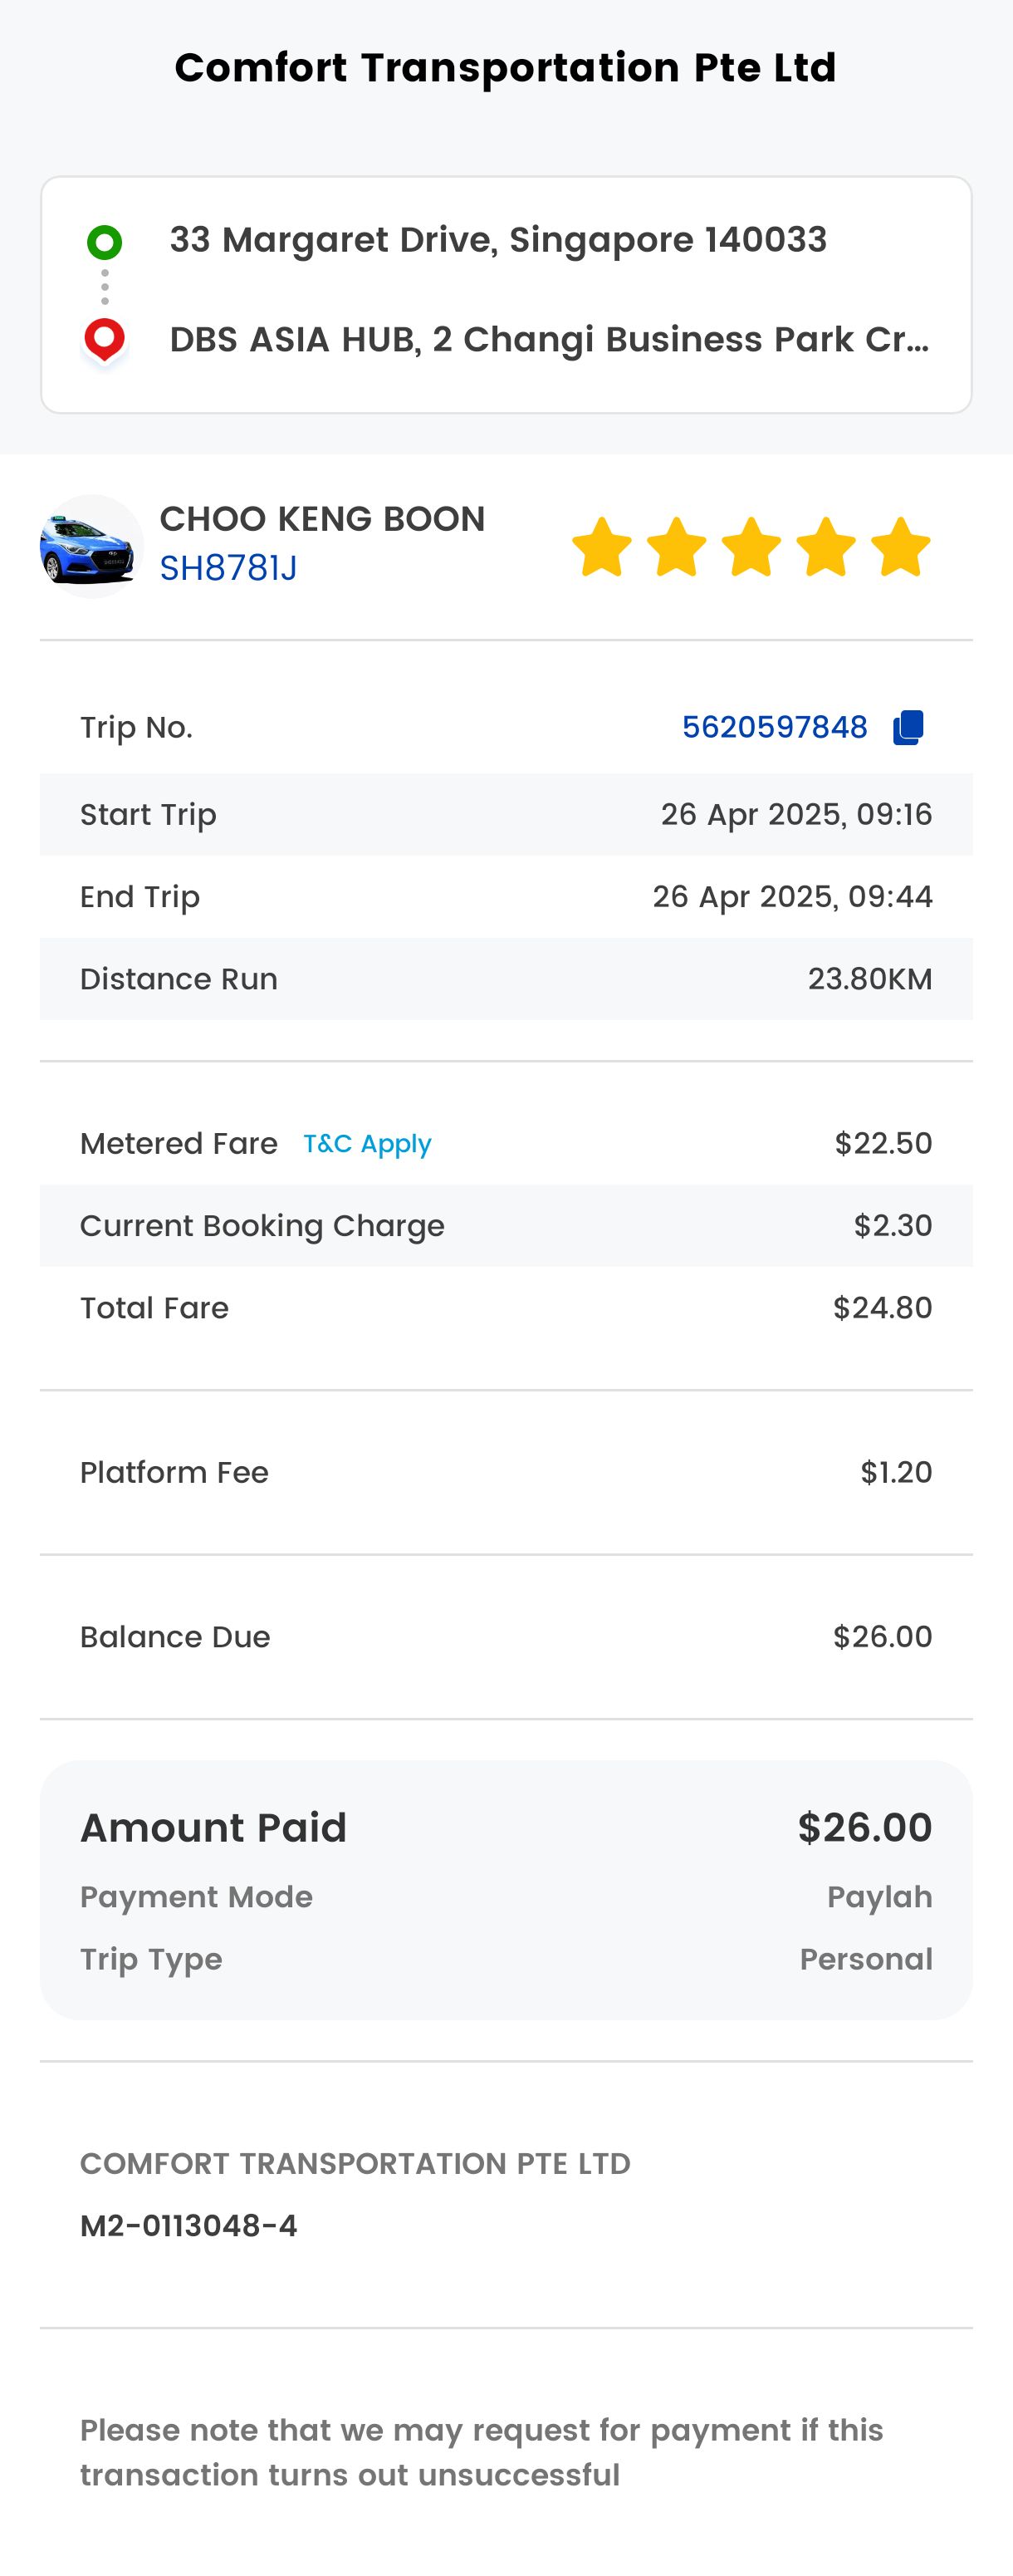 Comfort Transportation Pte Ltd
33 Margaret Drive, Singapore 140033
DBS ASIA HUB, 2 Changi Business Park Cr...
CHOO KENG BOON
SH8781J
Trip No. 5620597848
Start Trip 26 Apr 2025, 09:16
End Trip 26 Apr 2025, 09:44
Distance Run 23.80KM
Metered Fare T&C Apply $22.50
Current Booking Charge $2.30
Total Fare $24.80
Platform Fee $1.20
Balance Due $26.00
Amount Paid $26.00
Payment Mode Paylah
Trip Type Personal
COMFORT TRANSPORTATION PTE LTD
M2-0113048-4
Please note that we may request for payment if this
transaction turns out unsuccessful